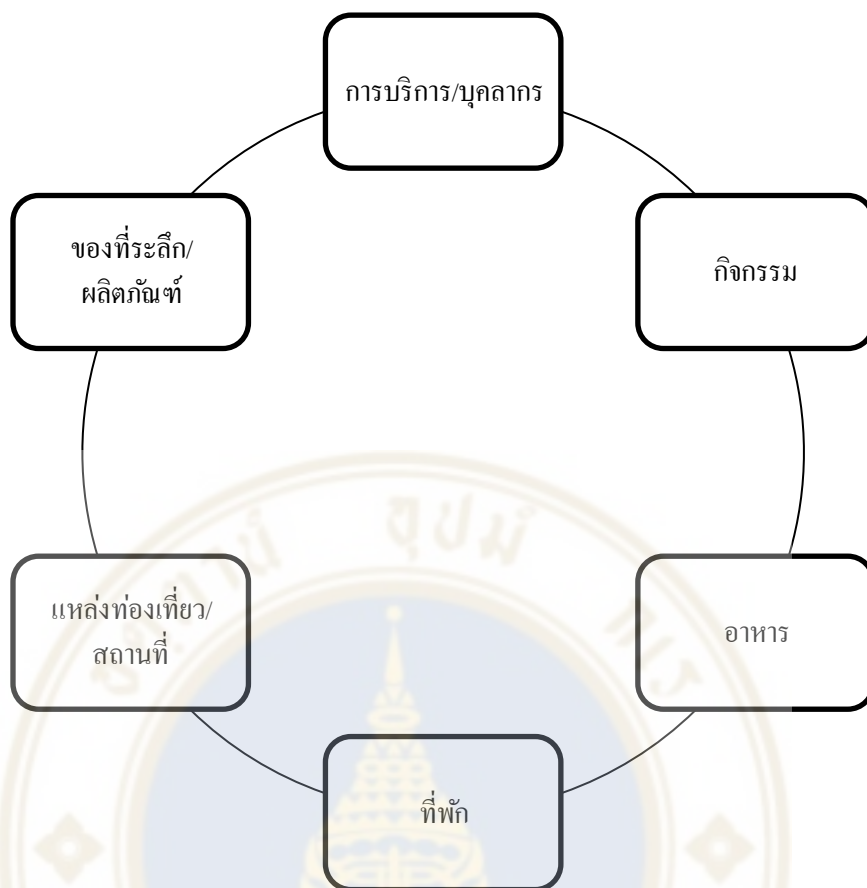 การบริการ/บุคลากร
กิจกรรม
อาหาร
ที่พัก
แหล่งท่องเที่ยว/
สถานที่
ของที่ระลึก/
ผลิตภัณฑ์